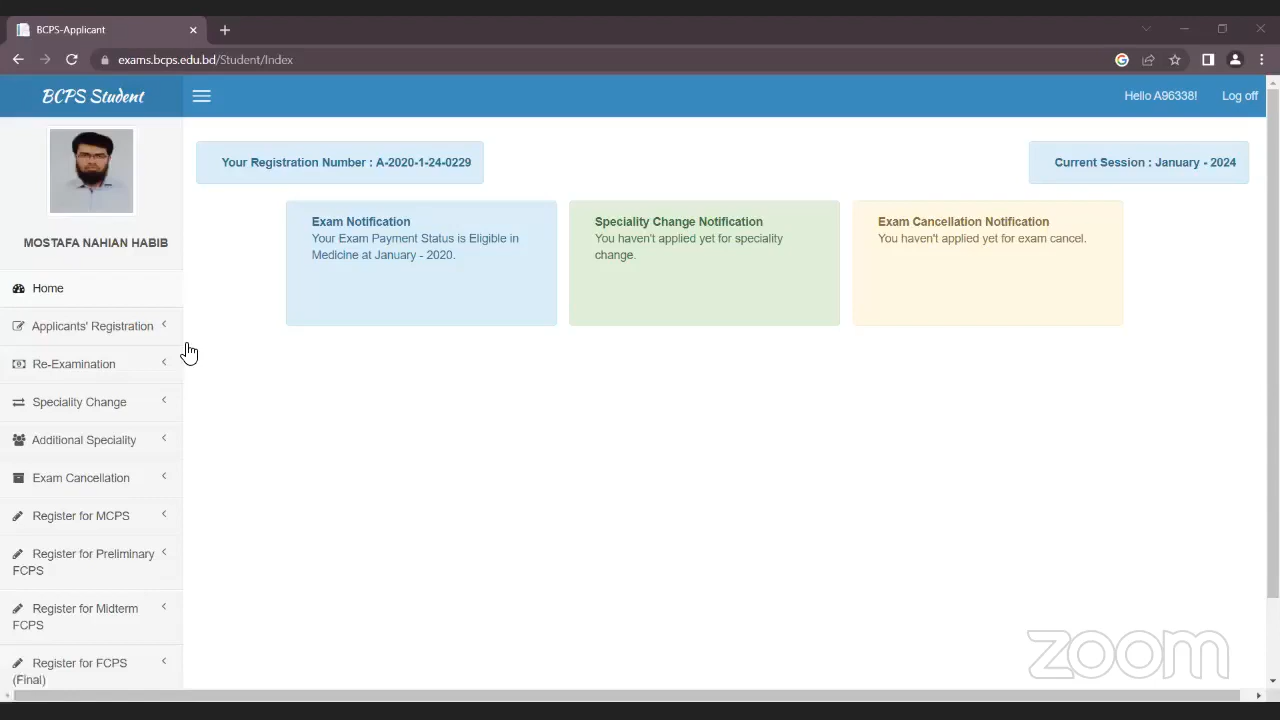 BCPS-Applicant
exams.bcps.edu.bd/Student/Index
BCPS Student
Hello A96338!
Log off
MOSTAFA NAHIAN HABIB
Home
Applicants' Registration
Re-Examination
Speciality Change
Additional Speciality
Exam Cancellation
Register for MCPS
Register for Preliminary
FCPS
Register for Midterm
FCPS
Register for FCPS
(Final)
Your Registration Number : A-2020-1-24-0229
Current Session : January - 2024
Exam Notification
Your Exam Payment Status is Eligible in
Medicine at January - 2020.
Speciality Change Notification
You haven't applied yet for speciality
change.
Exam Cancellation Notification
You haven't applied yet for exam cancel.
zoom